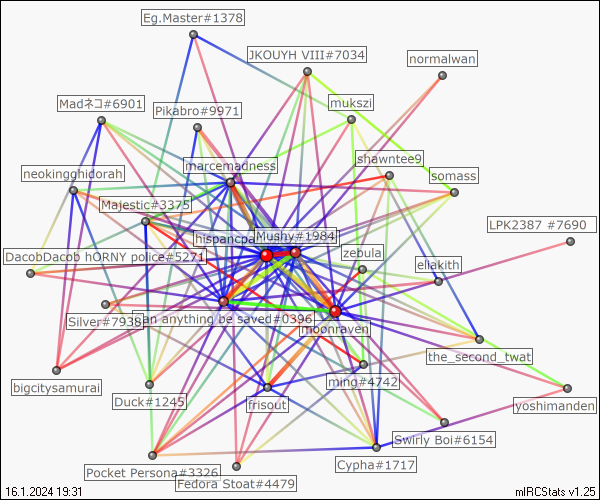 Eg.Master#1378
JKOUYH VIII#7034
normalwan
Madネコ#6901
Pikabro#9971
mukszi
marcemadness
shawntee9
neokingghidorah
somass
Majestic#3375
LPK2387 #7690
hispancpa
Mushy#1984
DacobDacob hORNY police#5271
zebula
eliakith
Silver#7938
an anything be saved#0396
moonraven
the_second_twat
bigcitysamurai
ming#4742
Duck#1245
frisout
yoshimanden
Swirly Boi#6154
Pocket Persona#3326
Cypha#1717
Fedora Stoat#4479
16.1.2024 19:31
mIRCStats v1.25